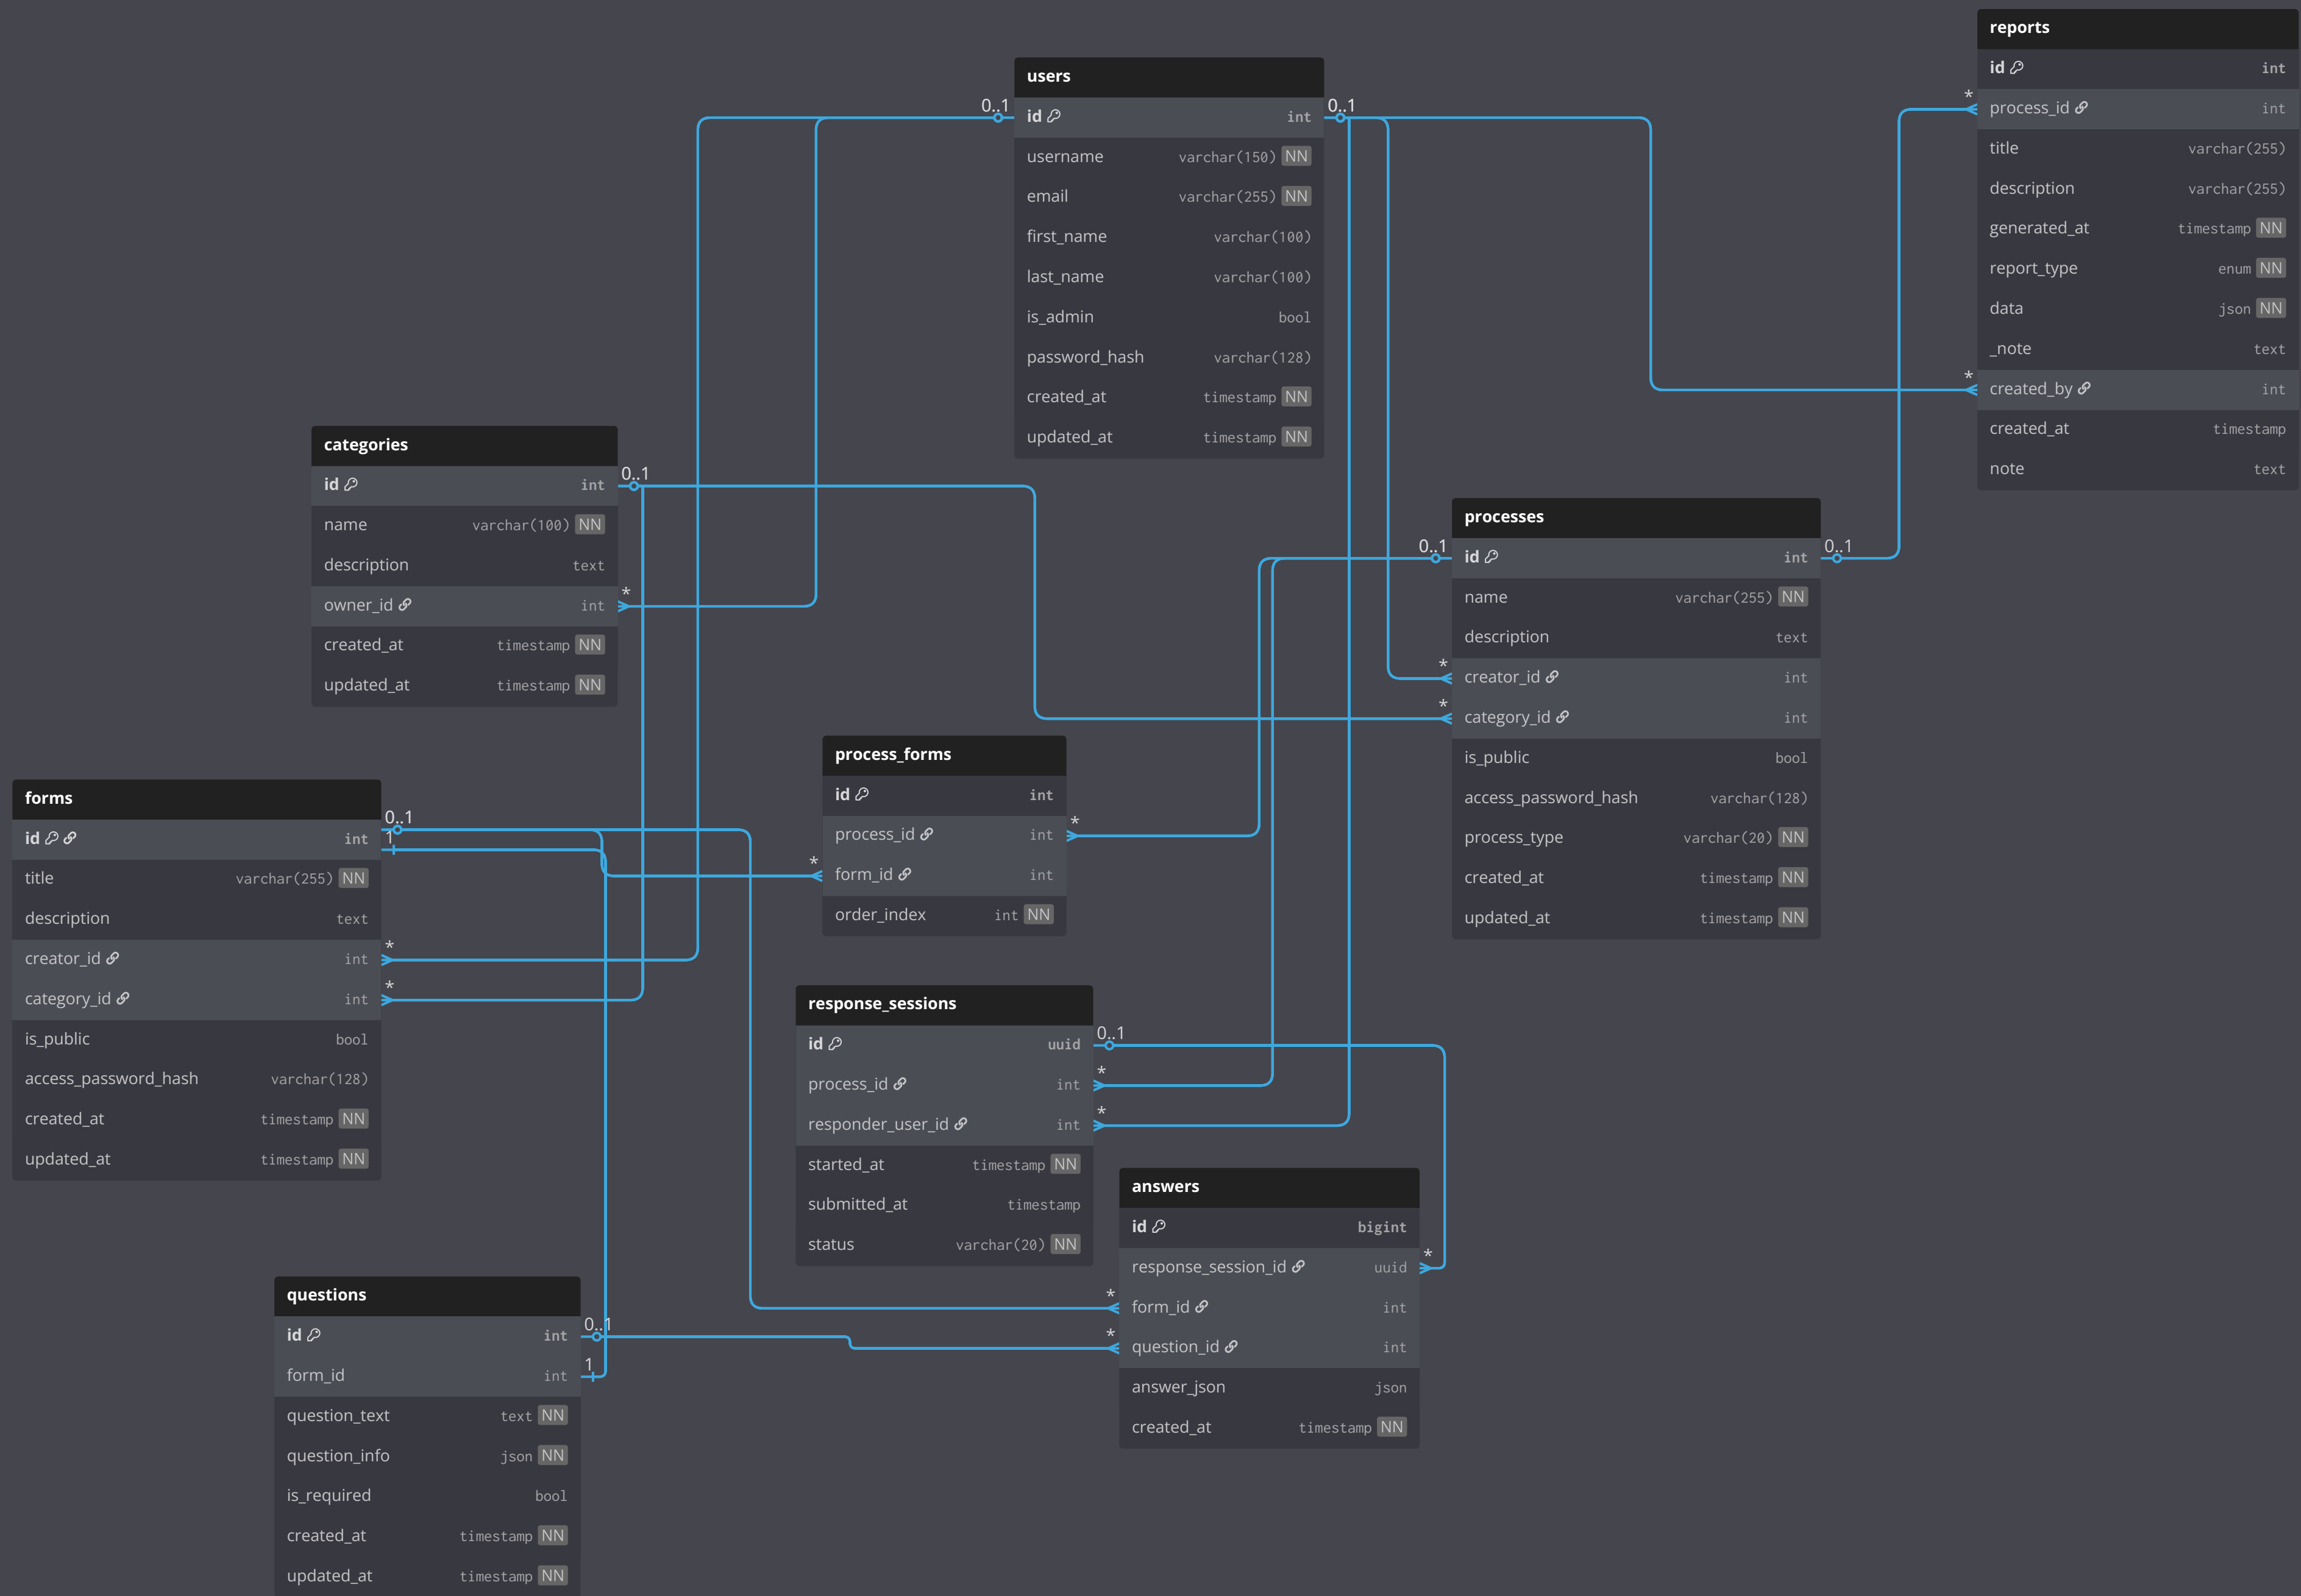 reports
id int
* process_id int
title varchar(255)
description varchar(255)
generated_at timestamp NN
report_type enum NN
data json NN
_note text
* created_by int
created_at timestamp
note text
users
0..1 id int 0..1
username varchar(150) NN
email varchar(255) NN
first_name varchar(100)
last_name varchar(100)
is_admin bool
password_hash varchar(128)
created_at timestamp NN
updated_at timestamp NN
categories
id int 0..1
name varchar(100) NN
description text
owner_id int *
created_at timestamp NN
updated_at timestamp NN
processes
0..1 id int 0..1
name varchar(255) NN
description text
* creator_id int
* category_id int
is_public bool
access_password_hash varchar(128)
process_type varchar(20) NN
created_at timestamp NN
updated_at timestamp NN
process_forms
id int
process_id int *
* form_id int
order_index int NN
forms
0..1
id int 1
title varchar(255) NN
description text
creator_id int *
category_id int *
is_public bool
access_password_hash varchar(128)
created_at timestamp NN
updated_at timestamp NN
response_sessions
id uuid 0..1
process_id int *
responder_user_id int *
started_at timestamp NN
submitted_at timestamp
status varchar(20) NN
answers
id bigint
response_session_id uuid *
* form_id int
* question_id int
answer_json json
created_at timestamp NN
questions
id int 0..1
form_id int 1
question_text text NN
question_info json NN
is_required bool
created_at timestamp NN
updated_at timestamp NN